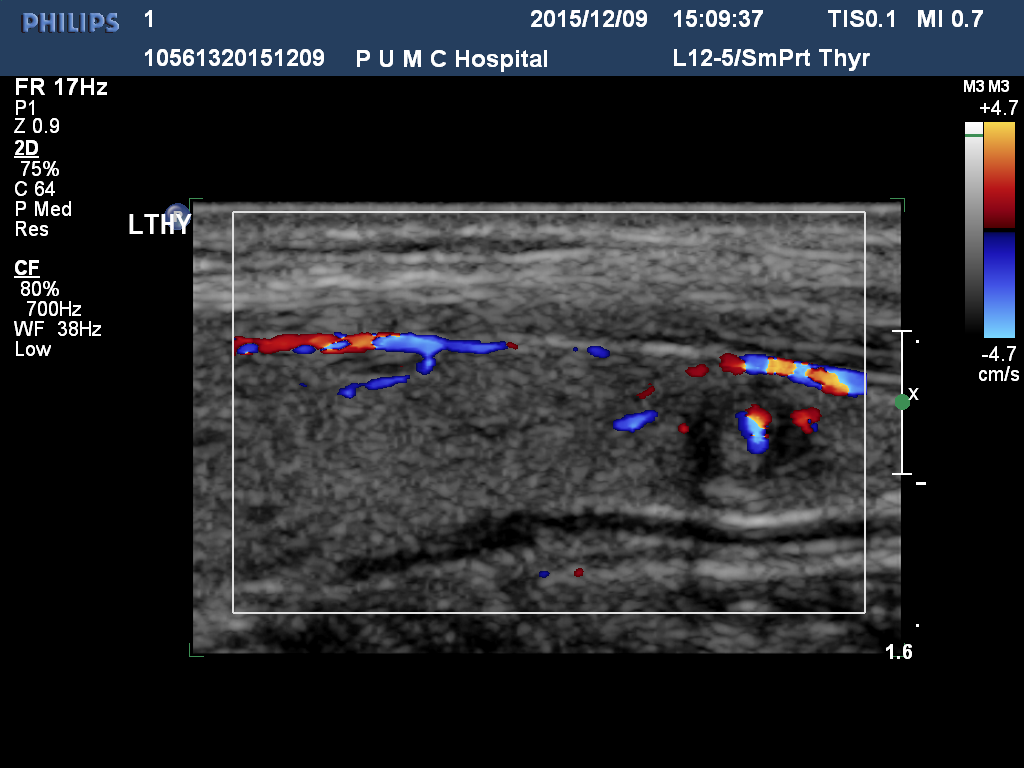 PHILIPS 1 2015/12/09 15:09:37 TIS0.1 MI 0.7
10561320151209 P U M C Hospital L12-5/SmPrt Thyr
FR 17Hz
P1
Z 0.9
2D
75%
C 64
P Med
Res
CF
80%
700Hz
WF 38Hz
Low
LTHY
M3 M3
+4.7
-4.7
cm/s
x
1.6